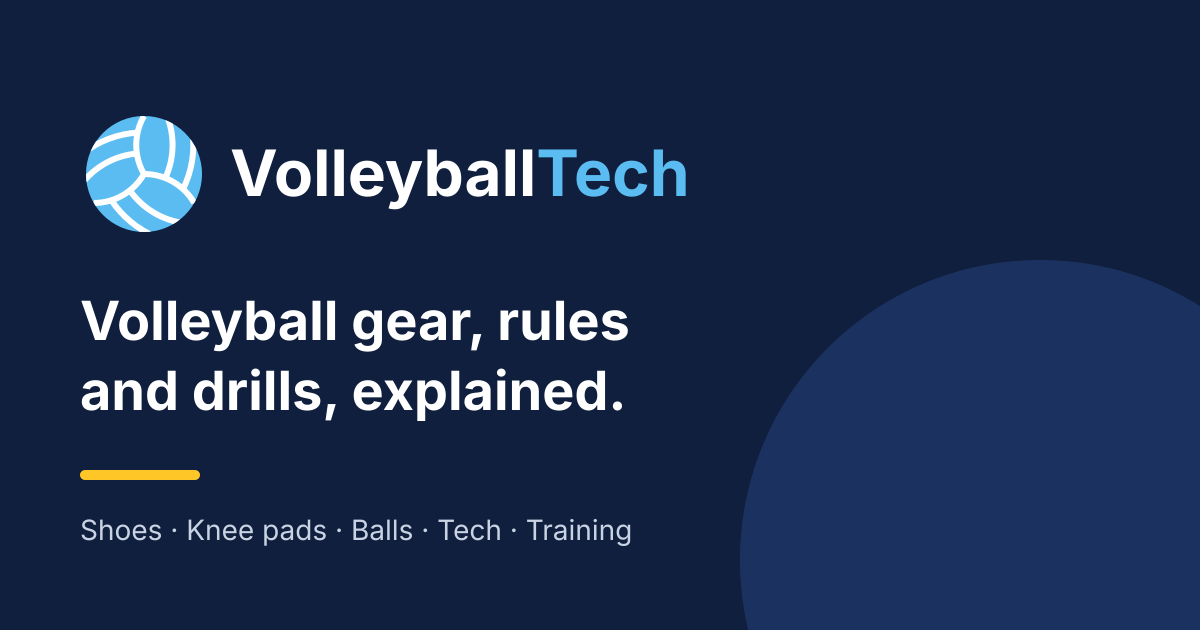 VolleyballTech
Volleyball gear, rules
and drills, explained.
Shoes · Knee pads · Balls · Tech · Training